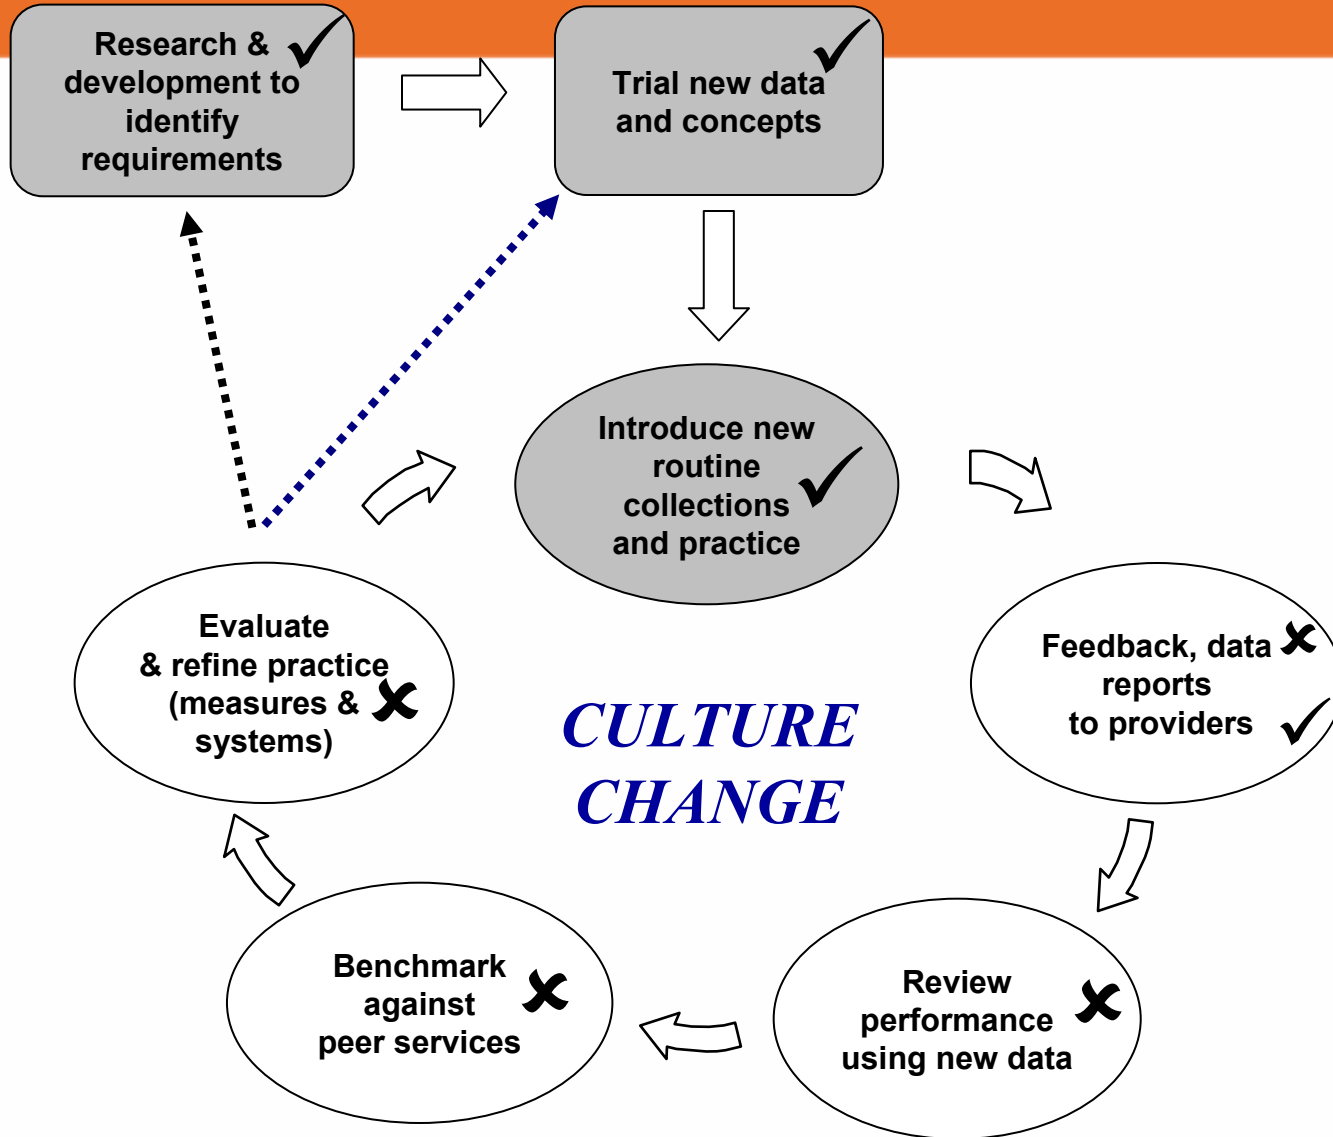 Research &
development to
identify
requirements
Trial new data
and concepts
Introduce new
routine
collections
and practice
Evaluate
& refine practice
(measures &
systems)
Feedback, data
reports
to providers
CULTURE
CHANGE
Benchmark
against
peer services
Review
performance
using new data